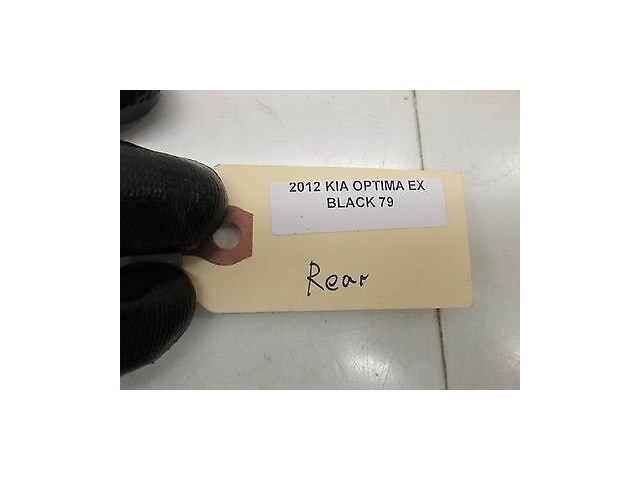 2012 KIA OPTIMA EX
BLACK 79
Rear